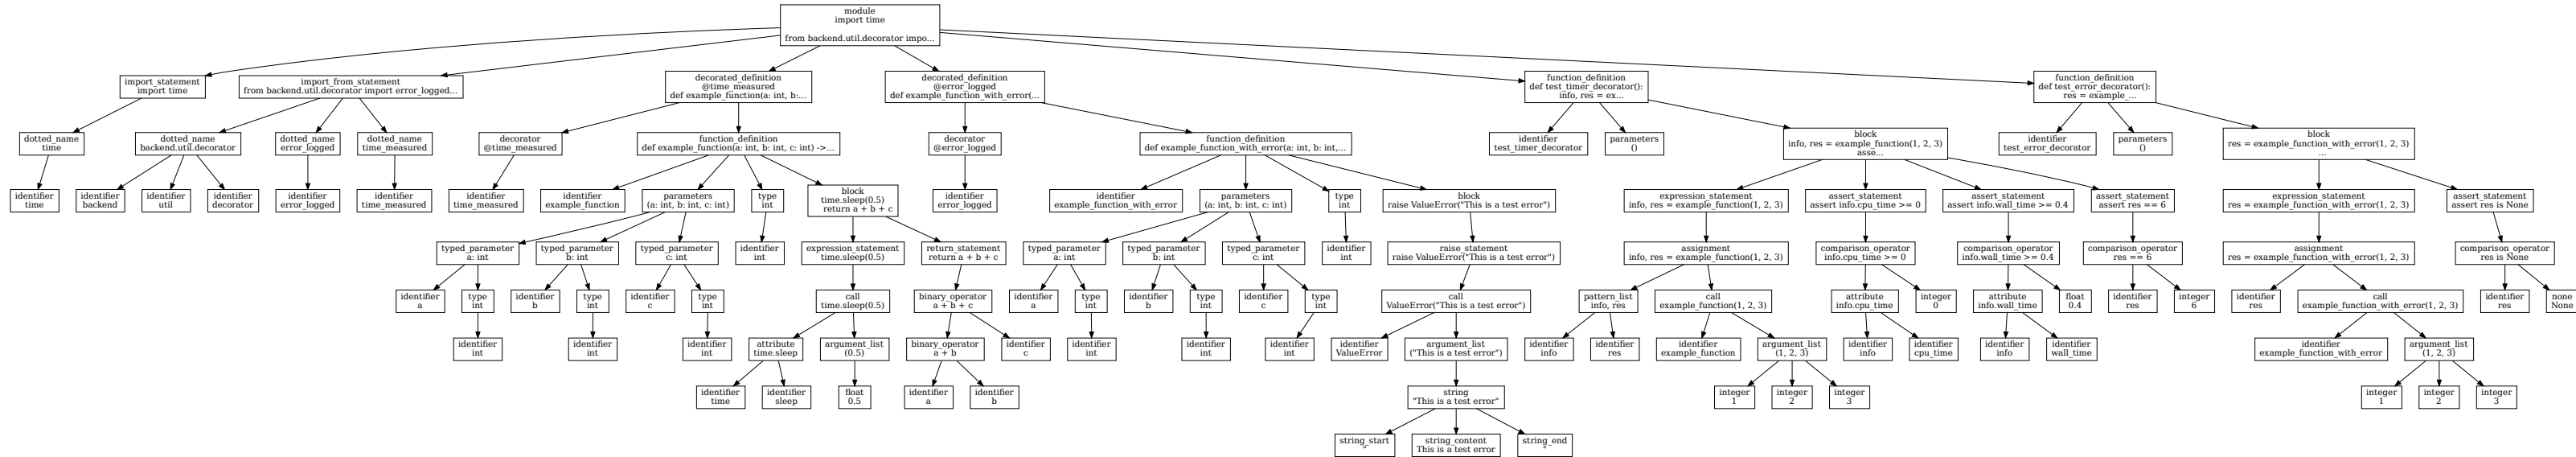 module
import time
from backend.util.decorator impo...
import_statement
import time
import_from_statement
from backend.util.decorator import error_logged...
decorated_definition
@time_measured
def example_function(a: int, b:...
decorated_definition
@error_logged
def example_function_with_error(...
function_definition
def test_timer_decorator():
info, res = ex...
function_definition
def test_error_decorator():
res = example_...
dotted_name
time
dotted_name
backend.util.decorator
dotted_name
error_logged
dotted_name
time_measured
decorator
@time_measured
function_definition
def example_function(a: int, b: int, c: int) ->...
decorator
@error_logged
function_definition
def example_function_with_error(a: int, b: int,...
identifier
test_timer_decorator
parameters
()
block
info, res = example_function(1, 2, 3)
asse...
identifier
test_error_decorator
parameters
()
block
res = example_function_with_error(1, 2, 3)
...
identifier
time
identifier
backend
identifier
util
identifier
decorator
identifier
error_logged
identifier
time_measured
identifier
time_measured
identifier
example_function
parameters
(a: int, b: int, c: int)
type
int
block
time.sleep(0.5)
return a + b + c
identifier
error_logged
identifier
example_function_with_error
parameters
(a: int, b: int, c: int)
type
int
block
raise ValueError("This is a test error")
expression_statement
info, res = example_function(1, 2, 3)
assert_statement
assert info.cpu_time >= 0
assert_statement
assert info.wall_time >= 0.4
assert_statement
assert res == 6
expression_statement
res = example_function_with_error(1, 2, 3)
assert_statement
assert res is None
typed_parameter
a: int
typed_parameter
b: int
typed_parameter
c: int
identifier
int
expression_statement
time.sleep(0.5)
return_statement
return a + b + c
typed_parameter
a: int
typed_parameter
b: int
typed_parameter
c: int
identifier
int
raise_statement
raise ValueError("This is a test error")
assignment
info, res = example_function(1, 2, 3)
comparison_operator
info.cpu_time >= 0
comparison_operator
info.wall_time >= 0.4
comparison_operator
res == 6
assignment
res = example_function_with_error(1, 2, 3)
comparison_operator
res is None
identifier
a
type
int
identifier
b
type
int
identifier
c
type
int
call
time.sleep(0.5)
binary_operator
a + b + c
identifier
a
type
int
identifier
b
type
int
identifier
c
type
int
call
ValueError("This is a test error")
pattern_list
info, res
call
example_function(1, 2, 3)
attribute
info.cpu_time
integer
0
attribute
info.wall_time
float
0.4
identifier
res
integer
6
identifier
res
call
example_function_with_error(1, 2, 3)
identifier
res
none
None
identifier
int
identifier
int
identifier
int
attribute
time.sleep
argument_list
(0.5)
binary_operator
a + b
identifier
c
identifier
int
identifier
int
identifier
int
identifier
ValueError
argument_list
("This is a test error")
identifier
info
identifier
res
identifier
example_function
argument_list
(1, 2, 3)
identifier
info
identifier
cpu_time
identifier
info
identifier
wall_time
identifier
example_function_with_error
argument_list
(1, 2, 3)
identifier
time
identifier
sleep
float
0.5
identifier
a
identifier
b
string
"This is a test error"
integer
1
integer
2
integer
3
integer
1
integer
2
integer
3
string_start
"
string_content
This is a test error
string_end
"